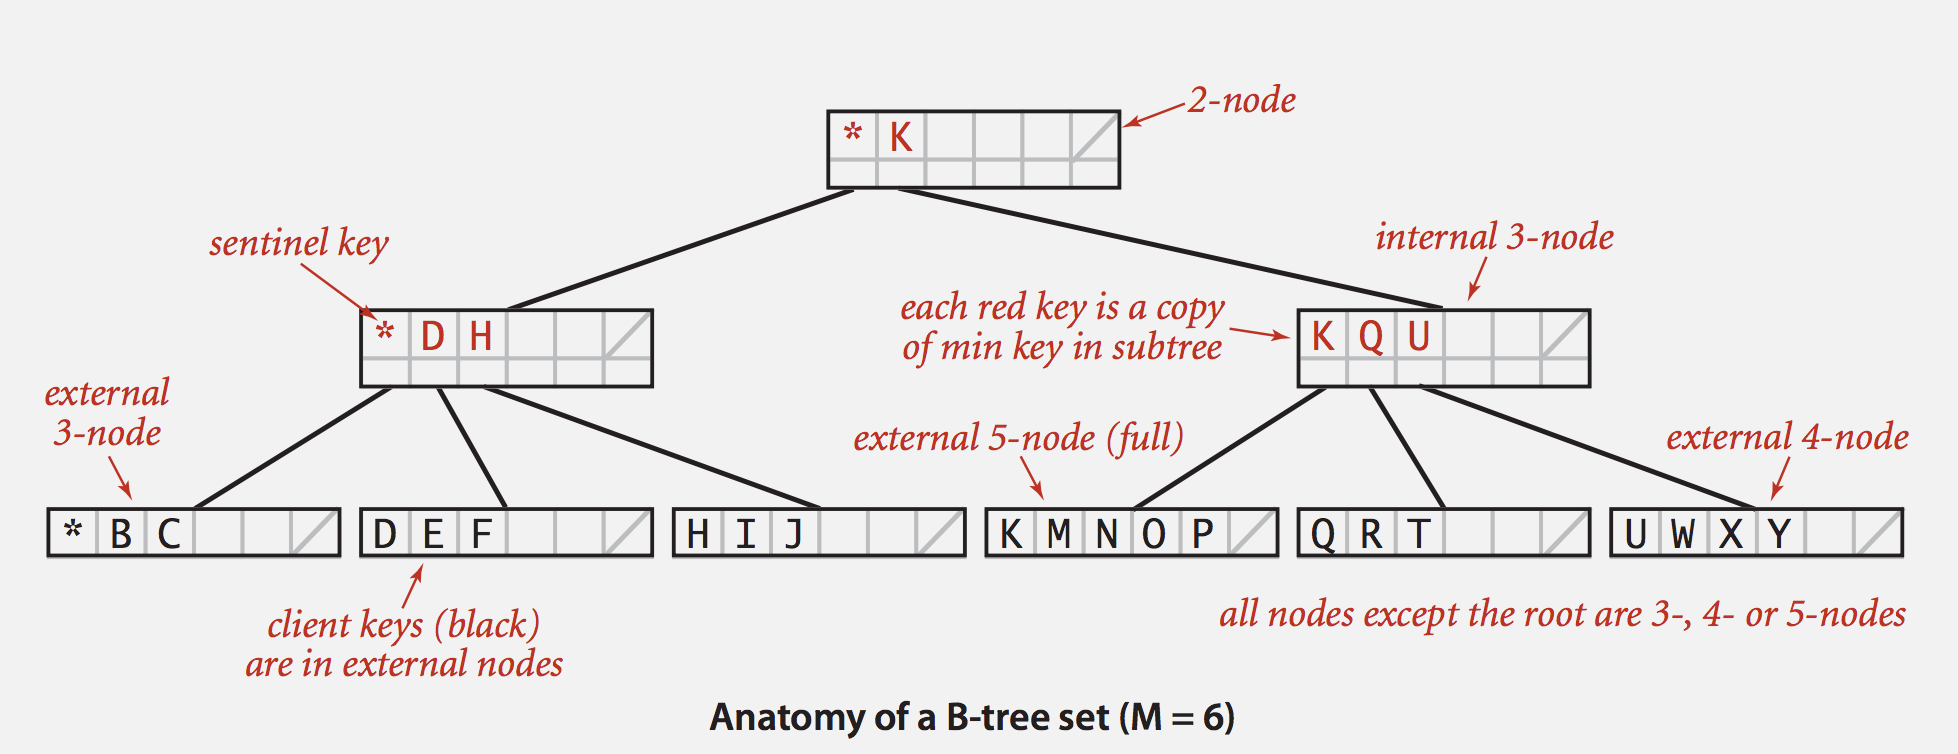 2-node
* K
sentinel key
internal 3-node
each red key is a copy
of min key in subtree
* D H
K Q U
external
3-node
external 5-node (full)
external 4-node
* B C
D E F
H I J
K M N O P
Q R T
U W X Y
client keys (black)
are in external nodes
all nodes except the root are 3-, 4- or 5-nodes
Anatomy of a B-tree set (M = 6)